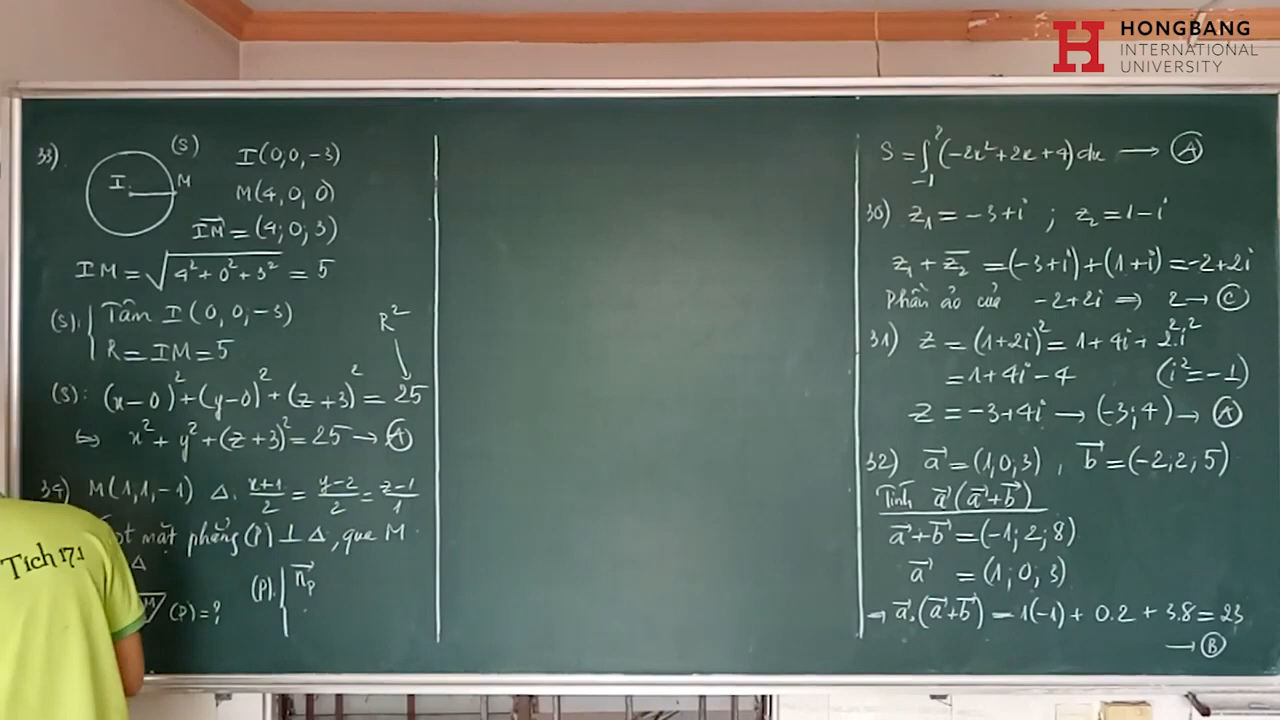 HONGBANG
INTERNATIONAL
UNIVERSITY
33)
(S)
I
M
I(0,0,-3)
M(4,0,0)
IM⃗ = (4;0;3)
IM = √(4²+0²+3²) = 5
(S): Tâm I(0,0,-3)
R = IM = 5
R²
(S): (x-0)²+(y-0)²+(z+3)² = 25
⇔ x²+y²+(z+3)² = 25 → Ⓐ
34) M(1,1,-1) Δ: (x+1)/2 = (y-2)/2 = (z-1)/1
mặt phẳng (P) ⊥ Δ, qua M
Δ
M (P)=?
(P): n⃗p
Tích 17.1
S = ∫₋₁² (-2x²+2x+4)dx → Ⓐ
30) z₁ = -3+i ; z₂ = 1-i
z₁ + z̅₂ = (-3+i)+(1+i) = -2+2i
Phần ảo của -2+2i ⇒ 2 → Ⓒ
31) z = (1+2i)² = 1+4i+2².i²
= 1+4i-4 (i²=-1)
z = -3+4i → (-3;4) → Ⓐ
32) a⃗ = (1,0,3), b⃗ = (-2;2;5)
Tính a⃗(a⃗+b⃗)
a⃗+b⃗ = (-1;2;8)
a⃗ = (1;0;3)
→ a⃗.(a⃗+b⃗) = 1(-1) + 0.2 + 3.8 = 23
→ Ⓑ